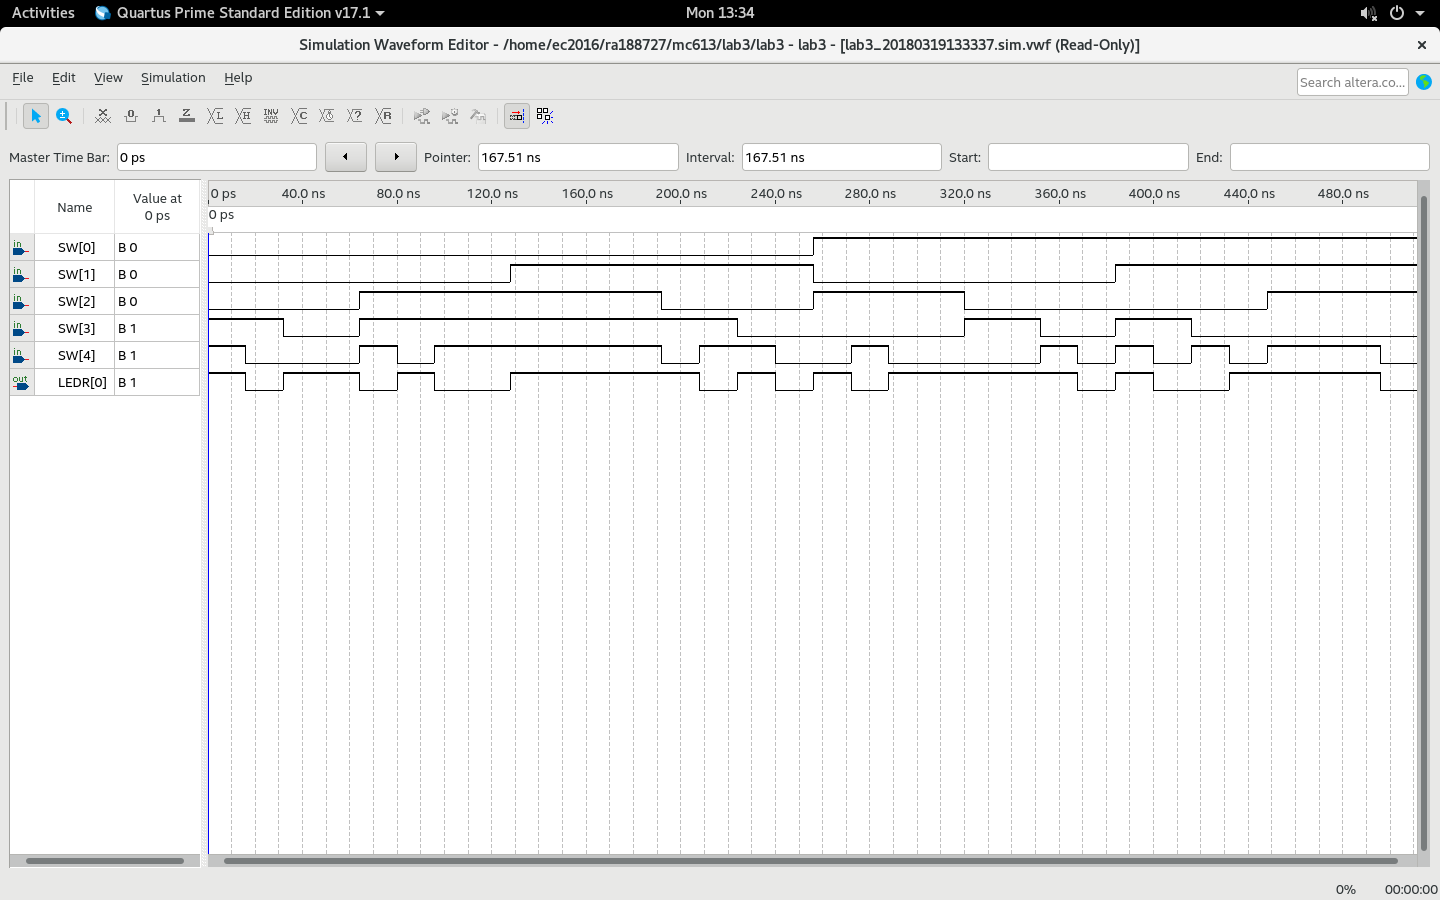 Activities Quartus Prime Standard Edition v17.1 Mon 13:34
Simulation Waveform Editor - /home/ec2016/ra188727/mc613/lab3/lab3 - lab3 - [lab3_20180319133337.sim.vwf (Read-Only)]
File Edit View Simulation Help Search altera.co...
Master Time Bar: 0 ps Pointer: 167.51 ns Interval: 167.51 ns Start: End:
Name Value at 0 ps
0 ps 40.0 ns 80.0 ns 120.0 ns 160.0 ns 200.0 ns 240.0 ns 280.0 ns 320.0 ns 360.0 ns 400.0 ns 440.0 ns 480.0 ns
0 ps
in SW[0] B 0
in SW[1] B 0
in SW[2] B 0
in SW[3] B 1
in SW[4] B 1
out LEDR[0] B 1
0% 00:00:00